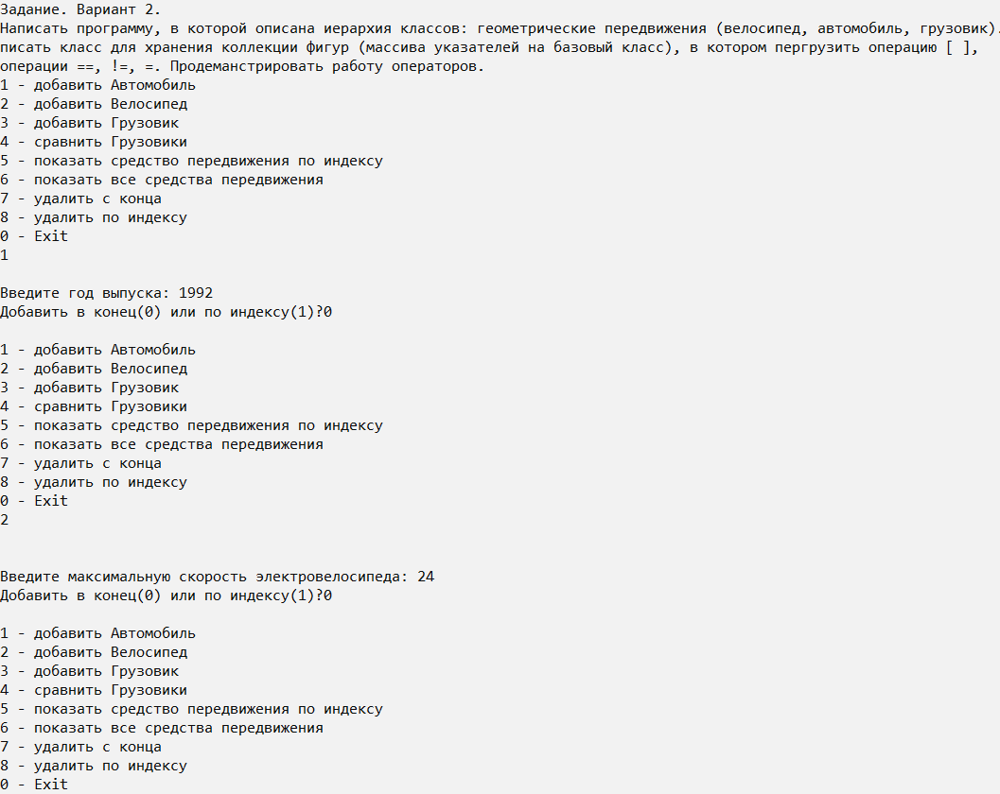 Задание. Вариант 2.
Написать программу, в которой описана иерархия классов: геометрические передвижения (велосипед, автомобиль, грузовик).
писать класс для хранения коллекции фигур (массива указателей на базовый класс), в котором пергрузить операцию [ ],
операции ==, !=, =. Продеманстрировать работу операторов.
1 - добавить Автомобиль
2 - добавить Велосипед
3 - добавить Грузовик
4 - сравнить Грузовики
5 - показать средство передвижения по индексу
6 - показать все средства передвижения
7 - удалить с конца
8 - удалить по индексу
0 - Exit
1
Введите год выпуска: 1992
Добавить в конец(0) или по индексу(1)?0
1 - добавить Автомобиль
2 - добавить Велосипед
3 - добавить Грузовик
4 - сравнить Грузовики
5 - показать средство передвижения по индексу
6 - показать все средства передвижения
7 - удалить с конца
8 - удалить по индексу
0 - Exit
2
Введите максимальную скорость электровелосипеда: 24
Добавить в конец(0) или по индексу(1)?0
1 - добавить Автомобиль
2 - добавить Велосипед
3 - добавить Грузовик
4 - сравнить Грузовики
5 - показать средство передвижения по индексу
6 - показать все средства передвижения
7 - удалить с конца
8 - удалить по индексу
0 - Exit